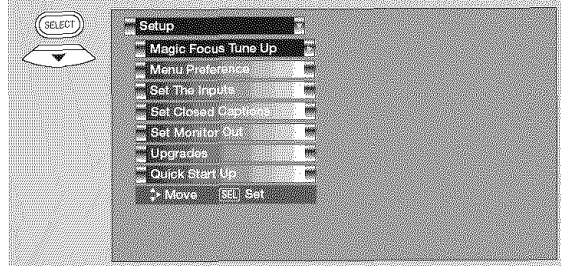 SELECT
Setup
Magic Focus Tune Up
Menu Preference
Set The Inputs
Set Closed Captions
Set Monitor Out
Upgrades
Quick Start Up
Move SEL Set